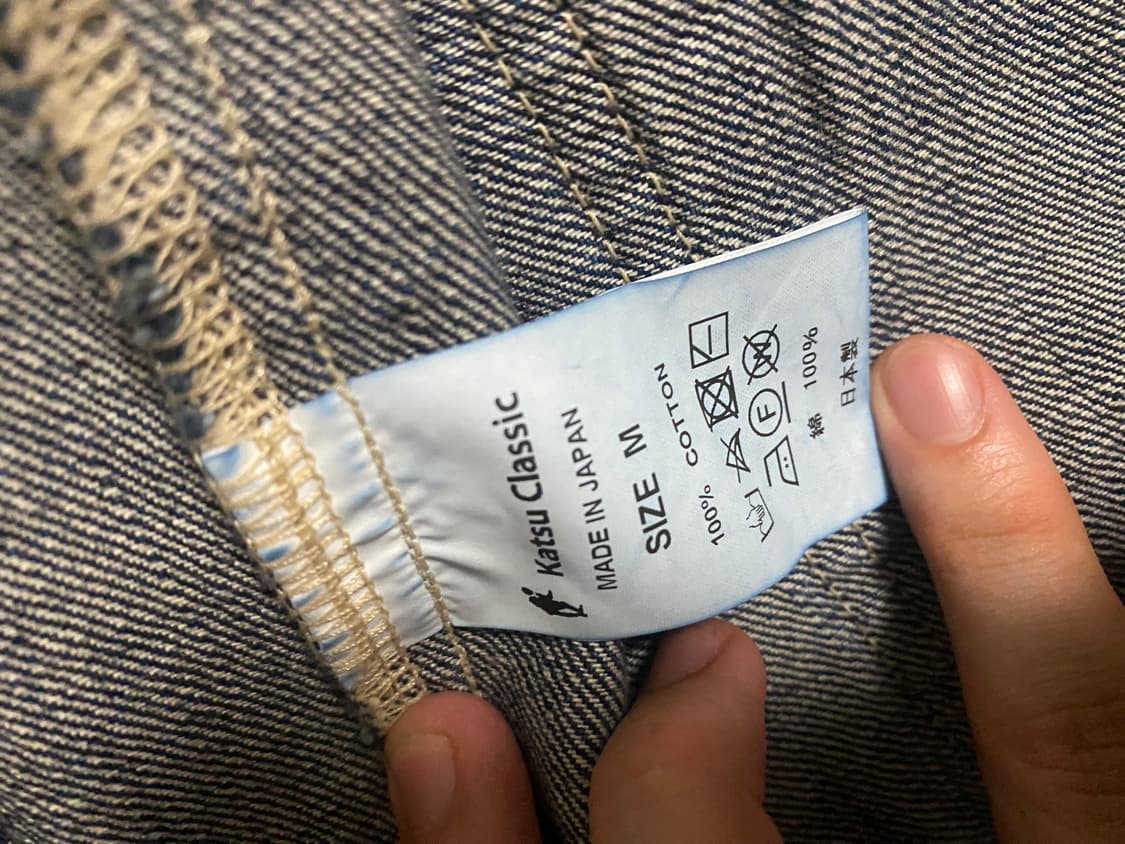 Katsu Classic
MADE IN JAPAN
SIZE M
100% COTTON
F W
綿 100%
日本製